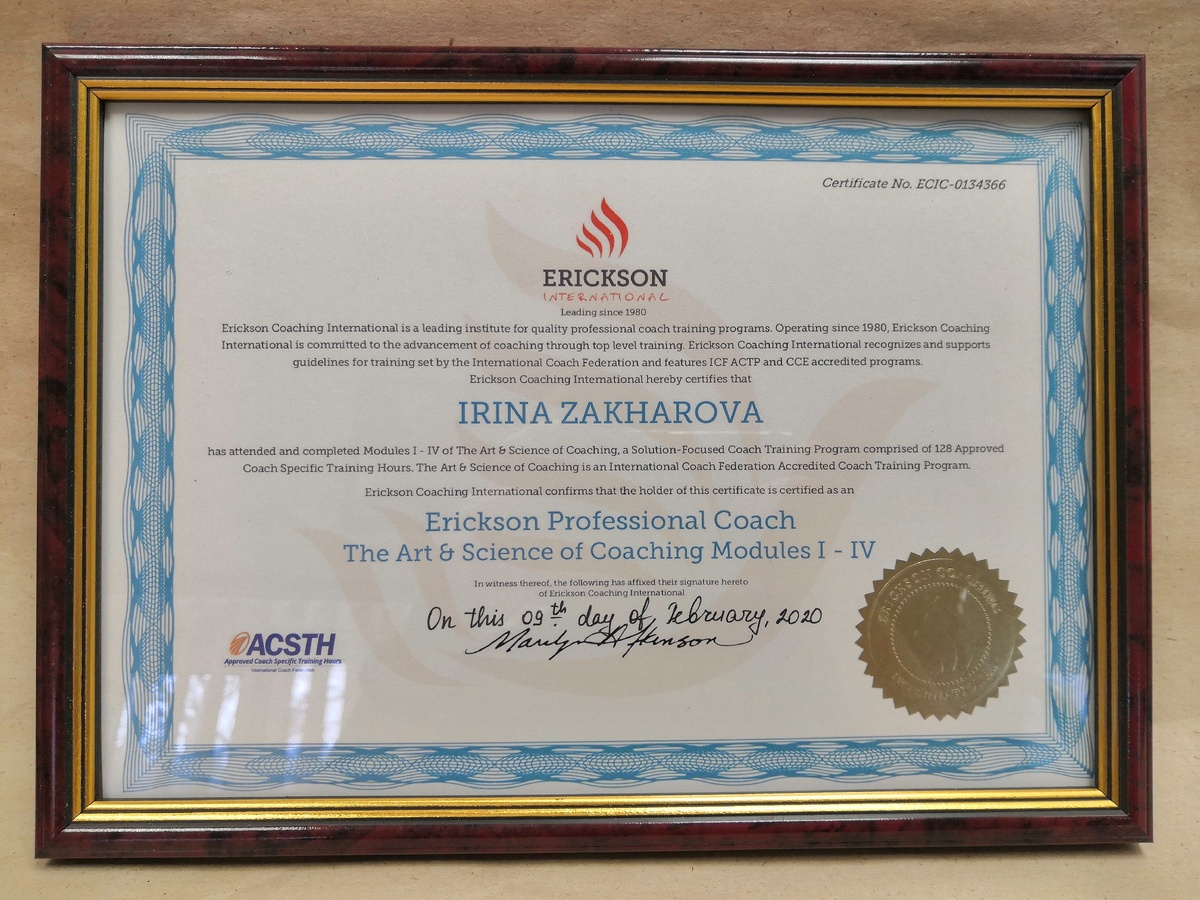 Certificate No. ECIC-0134366
ERICKSON
INTERNATIONAL
Leading since 1980
Erickson Coaching International is a leading institute for quality professional coach training programs. Operating since 1980, Erickson Coaching
International is committed to the advancement of coaching through top level training. Erickson Coaching International recognizes and supports
guidelines for training set by the International Coach Federation and features ICF ACTP and CCE accredited programs.
Erickson Coaching International hereby certifies that
IRINA ZAKHAROVA
has attended and completed Modules I - IV of The Art & Science of Coaching, a Solution-Focused Coach Training Program comprised of 128 Approved
Coach Specific Training Hours. The Art & Science of Coaching is an International Coach Federation Accredited Coach Training Program.
Erickson Coaching International confirms that the holder of this certificate is certified as an
Erickson Professional Coach
The Art & Science of Coaching Modules I - IV
In witness thereof, the following has affixed their signature hereto
of Erickson Coaching International
On this 09th day of February, 2020
Marilyn Atkinson
ACSTH
Approved Coach Specific Training Hours
International Coach Federation